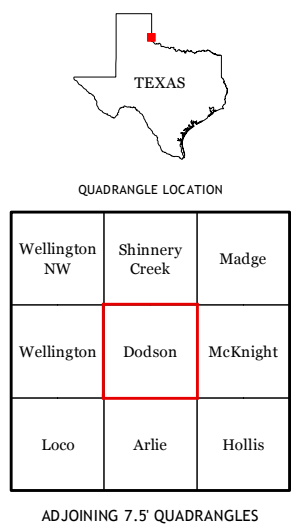 TEXAS
QUADRANGLE LOCATION
Wellington
NW
Shinnery
Creek
Madge
Wellington
Dodson
McKnight
Loco
Arlie
Hollis
ADJOINING 7.5' QUADRANGLES